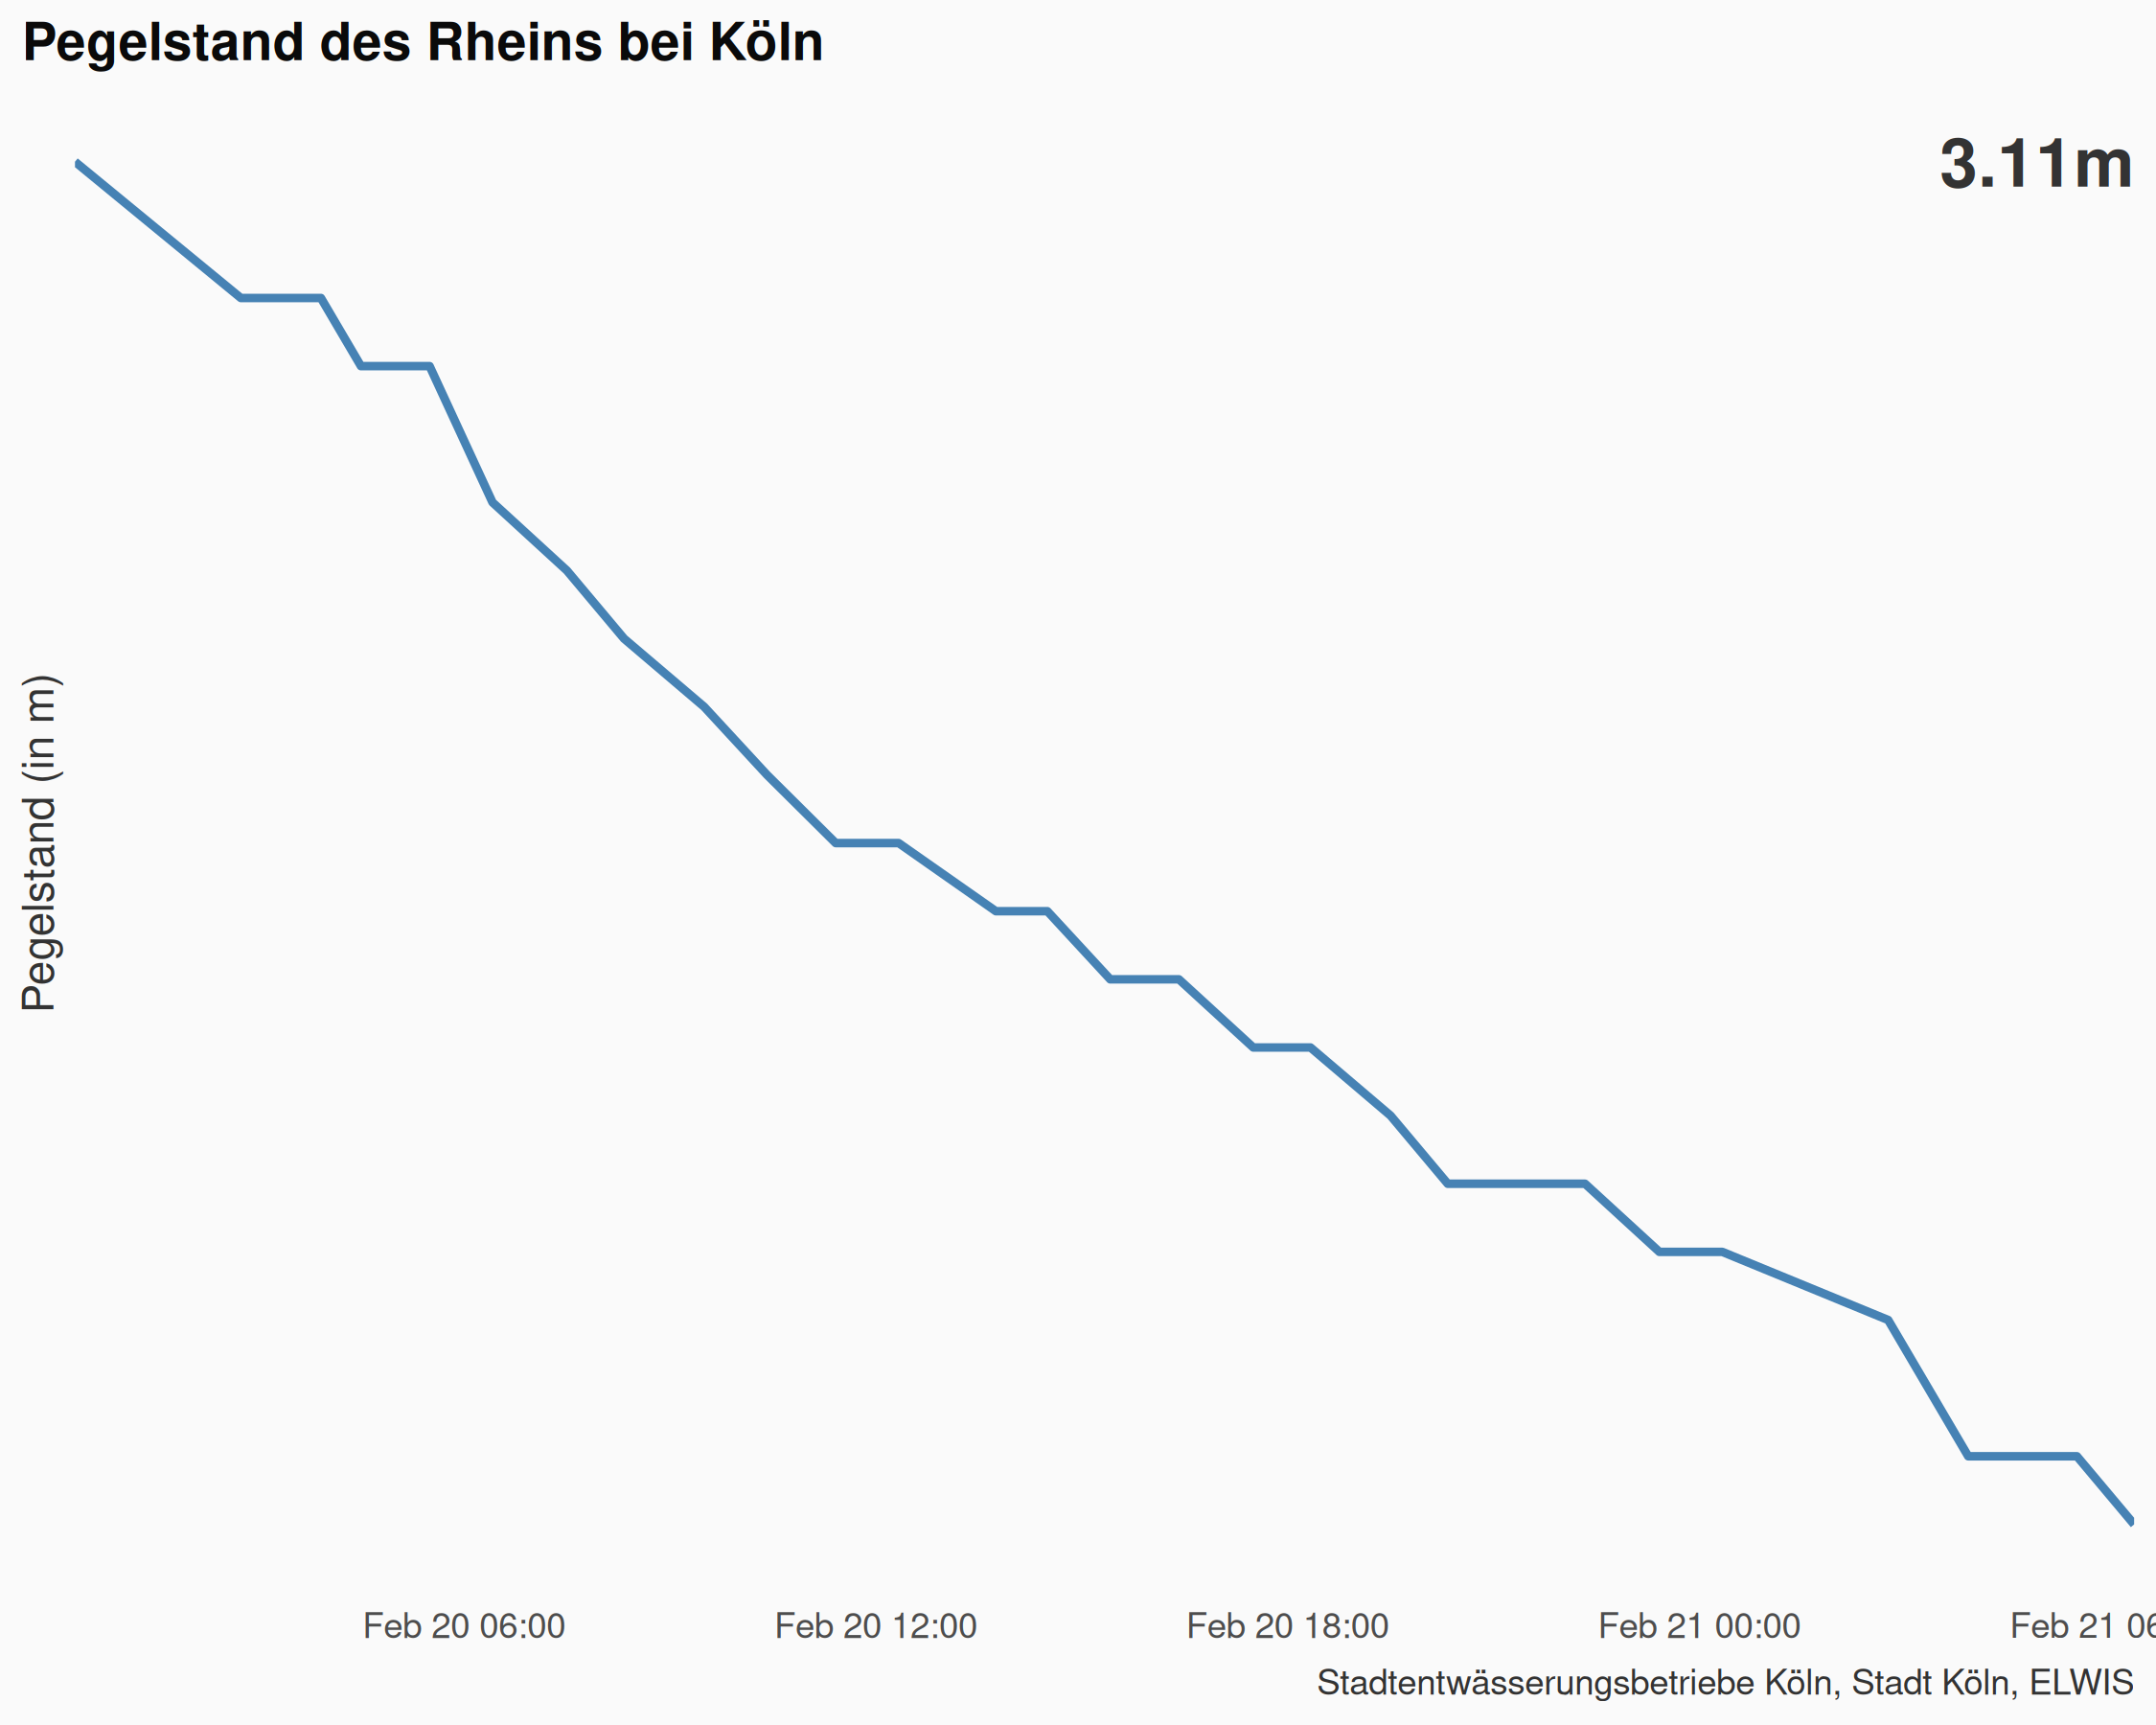 Pegelstand des Rheins bei Köln
3.11m
Pegelstand (in m)
Feb 20 06:00 Feb 20 12:00 Feb 20 18:00 Feb 21 00:00 Feb 21 06
Stadtentwässerungsbetriebe Köln, Stadt Köln, ELWIS